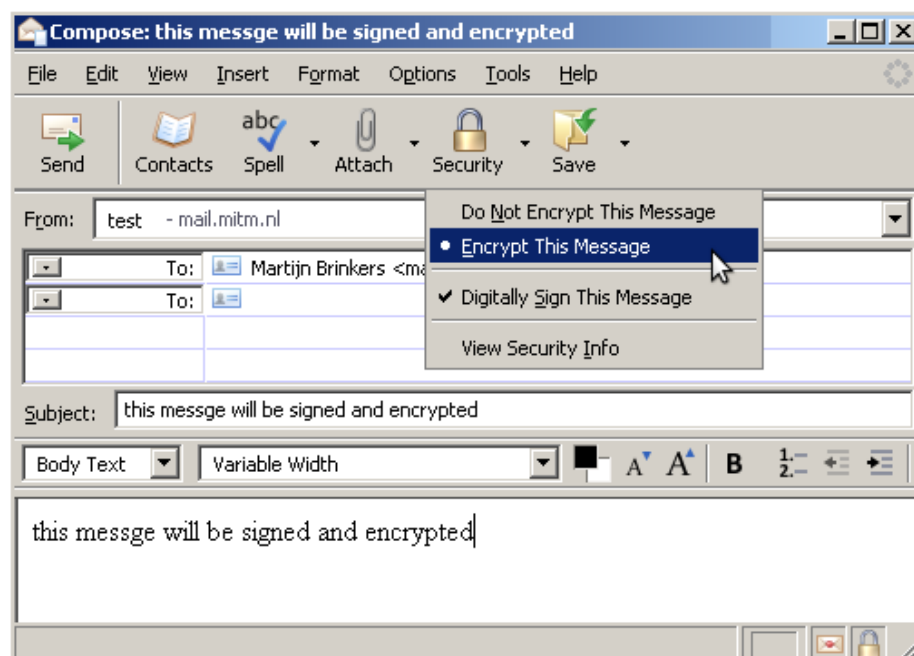 Compose: this messge will be signed and encrypted
File Edit View Insert Format Options Tools Help
abc
Send Contacts Spell Attach Security Save
From: test - mail.mitm.nl
Do Not Encrypt This Message
Encrypt This Message
To: Martijn Brinkers <ma
Digitally Sign This Message
To:
View Security Info
Subject: this messge will be signed and encrypted
Body Text Variable Width A A B 1. 2.
this messge will be signed and encrypted